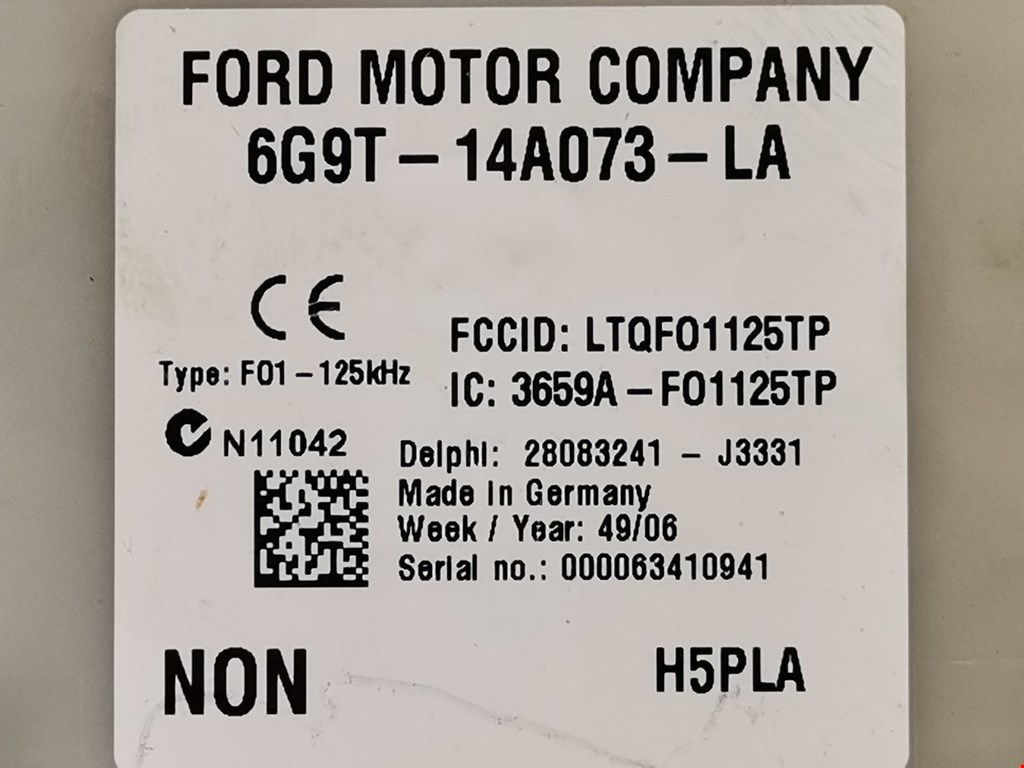 FORD MOTOR COMPANY
6G9T - 14A073 - LA
CE
Type: F01 - 125kHz
FCCID: LTQFO1125TP
IC: 3659A - FO1125TP
N11042
Delphi: 28083241 - J3331
Made in Germany
Week / Year: 49/06
Serial no.: 000063410941
NON
H5PLA